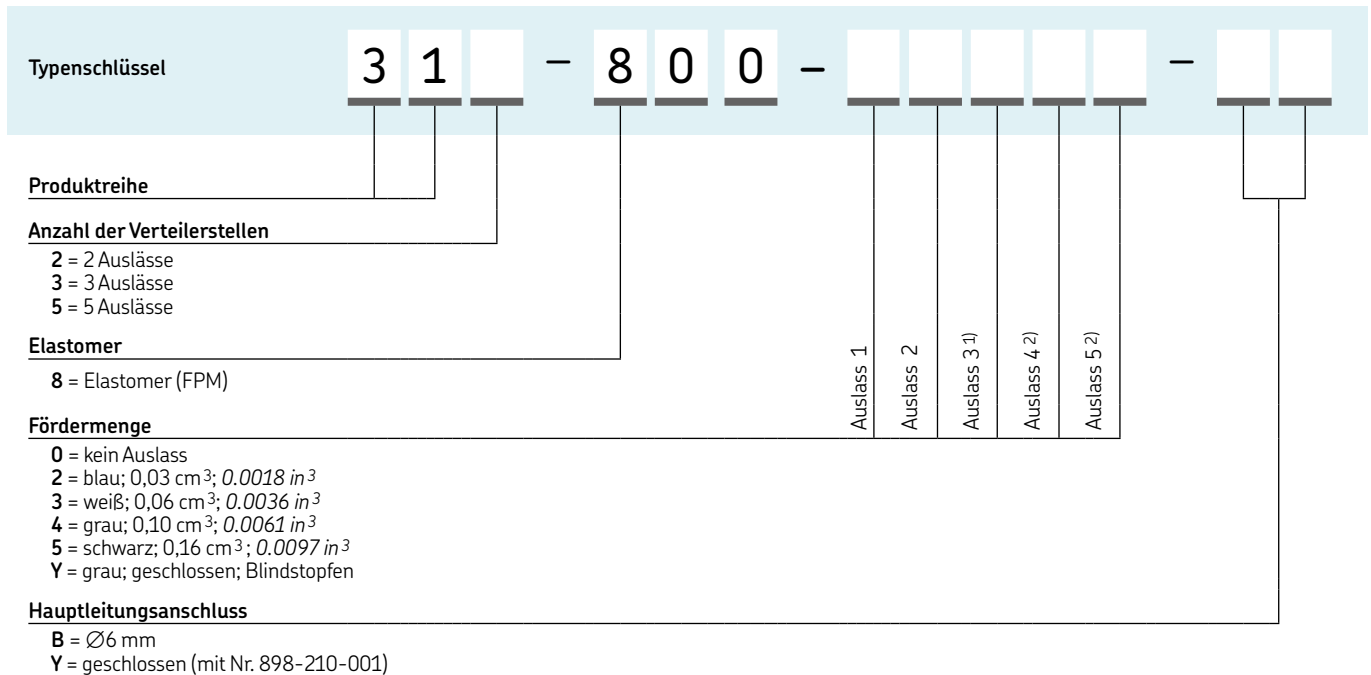 Typenschlüssel 3 1 – 8 0 0 – –
Produktreihe
Anzahl der Verteilerstellen
2 = 2 Auslässe
3 = 3 Auslässe
5 = 5 Auslässe
Elastomer
8 = Elastomer (FPM)
Auslass 1
Auslass 2
Auslass 3 1)
Auslass 4 2)
Auslass 5 2)
Fördermenge
0 = kein Auslass
2 = blau; 0,03 cm³; 0.0018 in³
3 = weiß; 0,06 cm³; 0.0036 in³
4 = grau; 0,10 cm³; 0.0061 in³
5 = schwarz; 0,16 cm³ ; 0.0097 in³
Y = grau; geschlossen; Blindstopfen
Hauptleitungsanschluss
B = ∅6 mm
Y = geschlossen (mit Nr. 898-210-001)